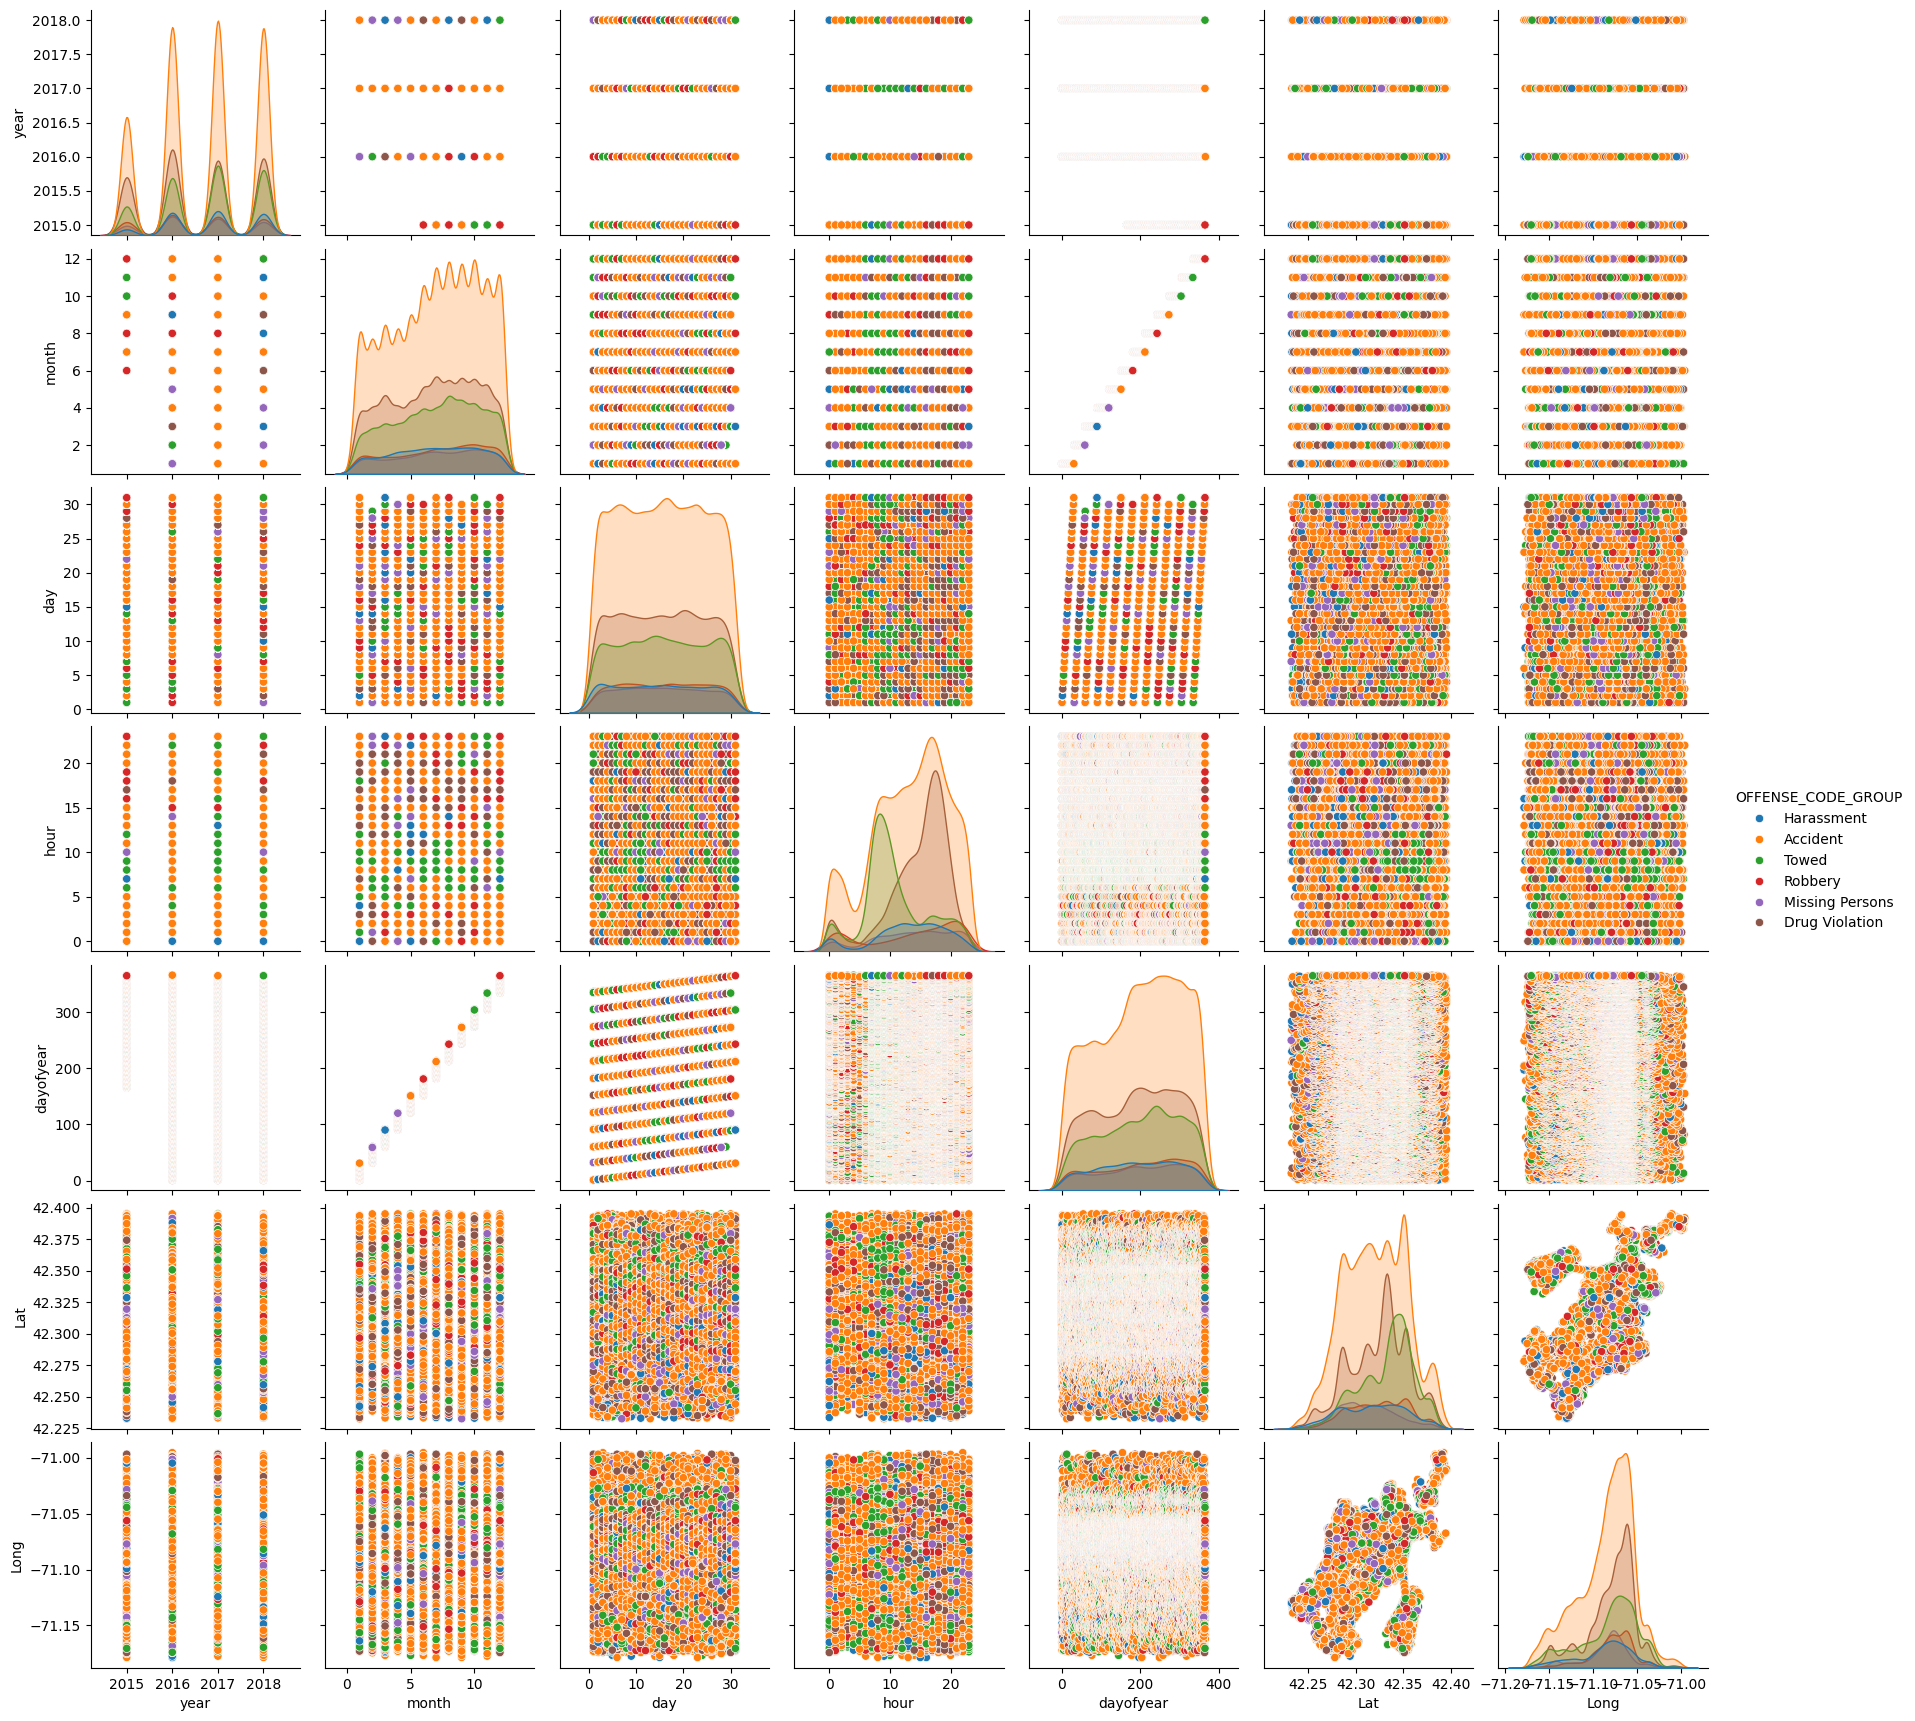 2018.0
2017.5
2017.0
2016.5
2016.0
2015.5
2015.0
year
12
10
8
6
4
2
month
30
25
20
15
10
5
0
day
20
15
10
5
0
hour
OFFENSE_CODE_GROUP
Harassment
Accident
Towed
Robbery
Missing Persons
Drug Violation
300
200
100
0
dayofyear
42.400
42.375
42.350
42.325
42.300
42.275
42.250
42.225
Lat
−71.00
−71.05
−71.10
−71.15
Long
2015 2016 2017 2018 0 5 10 0 10 20 30 0 10 20 0 200 400 42.25 42.30 42.35 42.40 −71.20 −71.15 −71.10 −71.05 −71.00
year month day hour dayofyear Lat Long